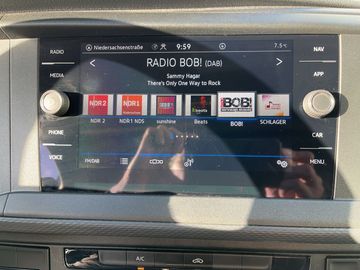 RADIO
Niedersachsenstraße
9:59
7.5°C
NAV
RADIO BOB! (DAB)
MEDIA
APP
Sammy Hagar
There's Only One Way to Rock
NDR 2
NDR 1
BOB!
SCHLAGER
NDR 2
NDR1 NDS
sunshine
Beats
BOB!
SCHLAGER
PHONE
CAR
VOICE
FM/DAB
MENU
A/C